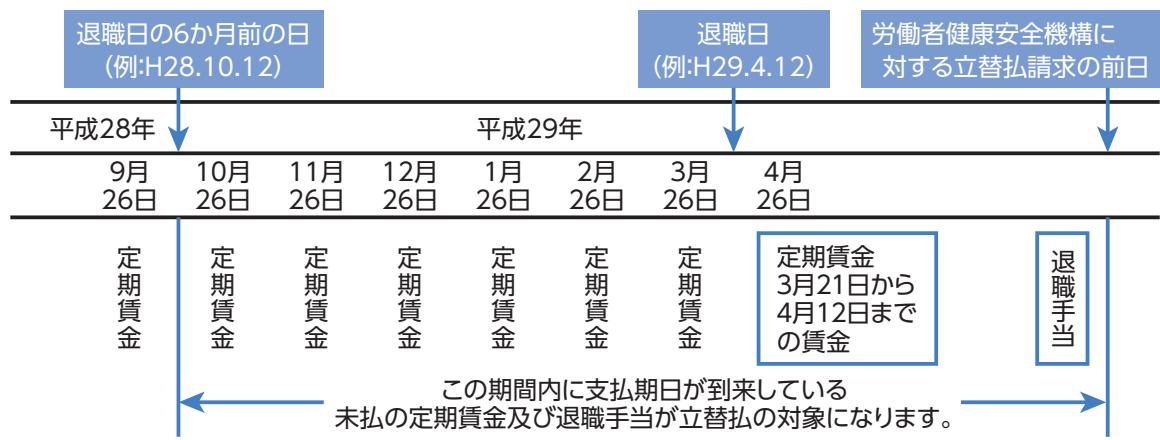 退職日の6か月前の日
（例:H28.10.12）
退職日
（例:H29.4.12）
労働者健康安全機構に
対する立替払請求の前日
平成28年
平成29年
9月
26日
10月
26日
11月
26日
12月
26日
1月
26日
2月
26日
3月
26日
4月
26日
定期賃金
定期賃金
定期賃金
定期賃金
定期賃金
定期賃金
定期賃金
定期賃金
3月21日から
4月12日まで
の賃金
退職手当
この期間内に支払期日が到来している
未払の定期賃金及び退職手当が立替払の対象になります。